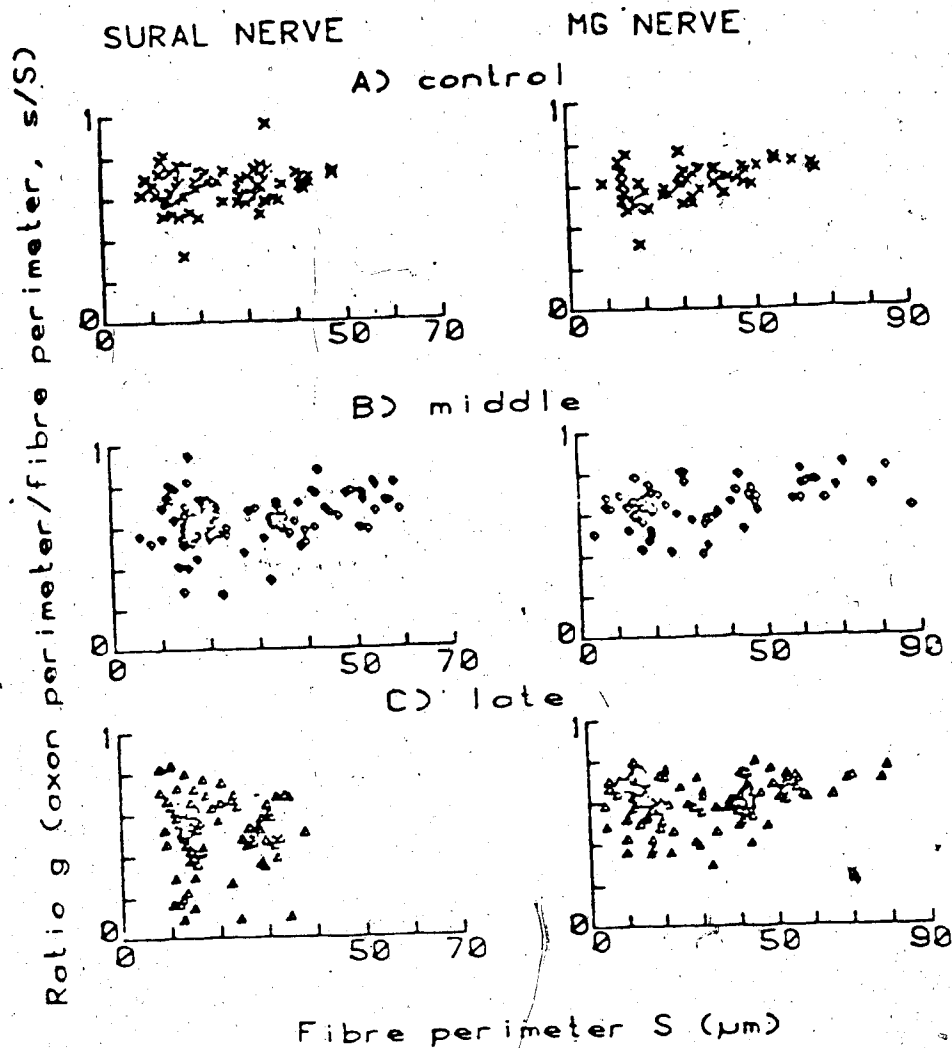 SURAL NERVE
MG NERVE
A) control
Ratio g (axon perimeter/fibre perimeter, s/S)
1
0
0 50 70
1
0
0 50 90
B) middle
1
0
0 50 70
1
0
0 50 90
C) late
1
0
0 50 70
1
0
0 50 90
Fibre perimeter S (µm)